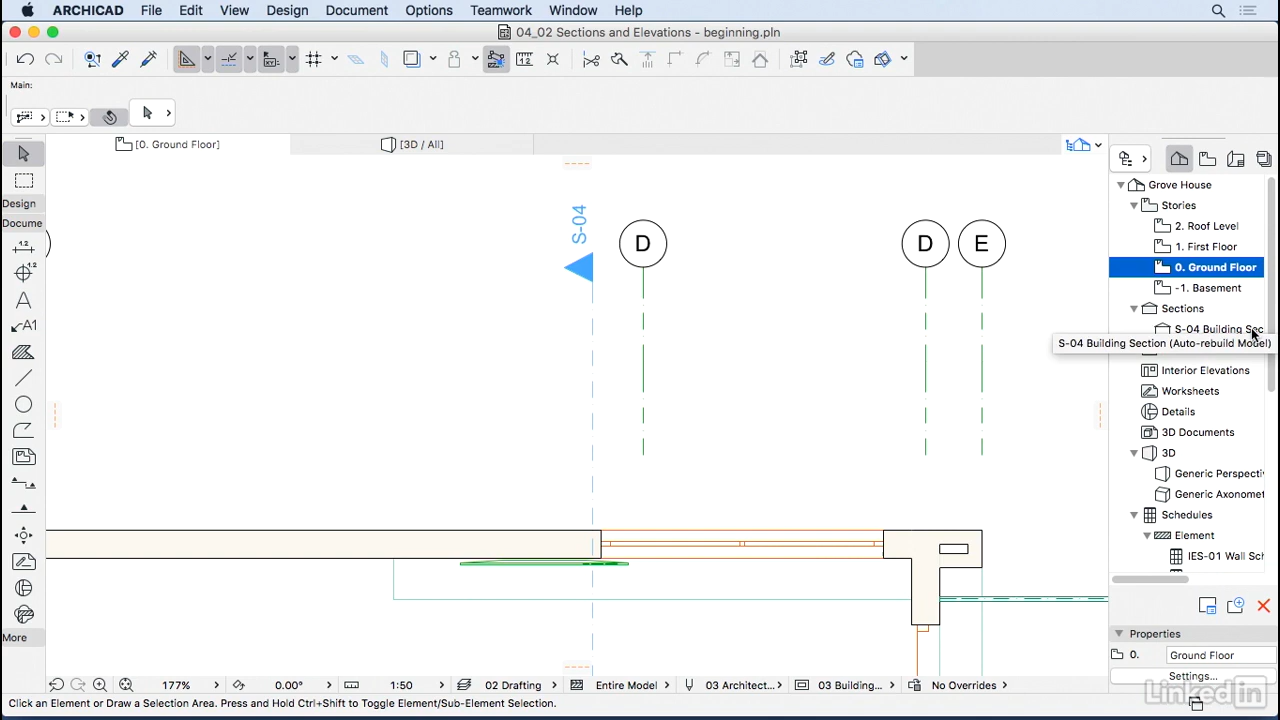 ARCHICAD File Edit View Design Document Options Teamwork Window Help
04_02 Sections and Elevations - beginning.pln
Main:
[0. Ground Floor]
[3D / All]
Design
Docume
More
S-04
D
D
E
Grove House
Stories
2. Roof Level
1. First Floor
0. Ground Floor
-1. Basement
Sections
S-04 Building Sec
S-04 Building Section (Auto-rebuild Model)
Interior Elevations
Worksheets
Details
3D Documents
3D
Generic Perspecti
Generic Axonomet
Schedules
Element
IES-01 Wall Sch
Properties
0. Ground Floor
Settings...
177% 0.00° 1:50 02 Drafting Entire Model 03 Architect... 03 Building... No Overrides
Click an Element or Draw a Selection Area. Press and Hold Ctrl+Shift to Toggle Element/Sub-Element Selection.
LinkedIn